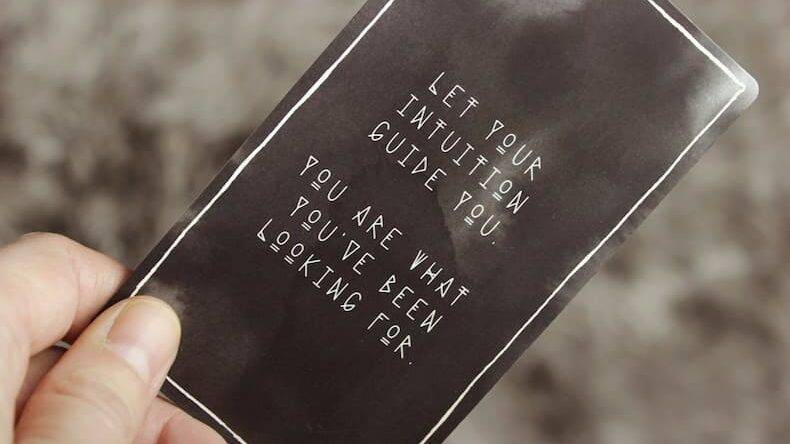 LET YOUR
INTUITION
GUIDE YOU.
YOU ARE WHAT
YOU'VE BEEN
LOOKING FOR.